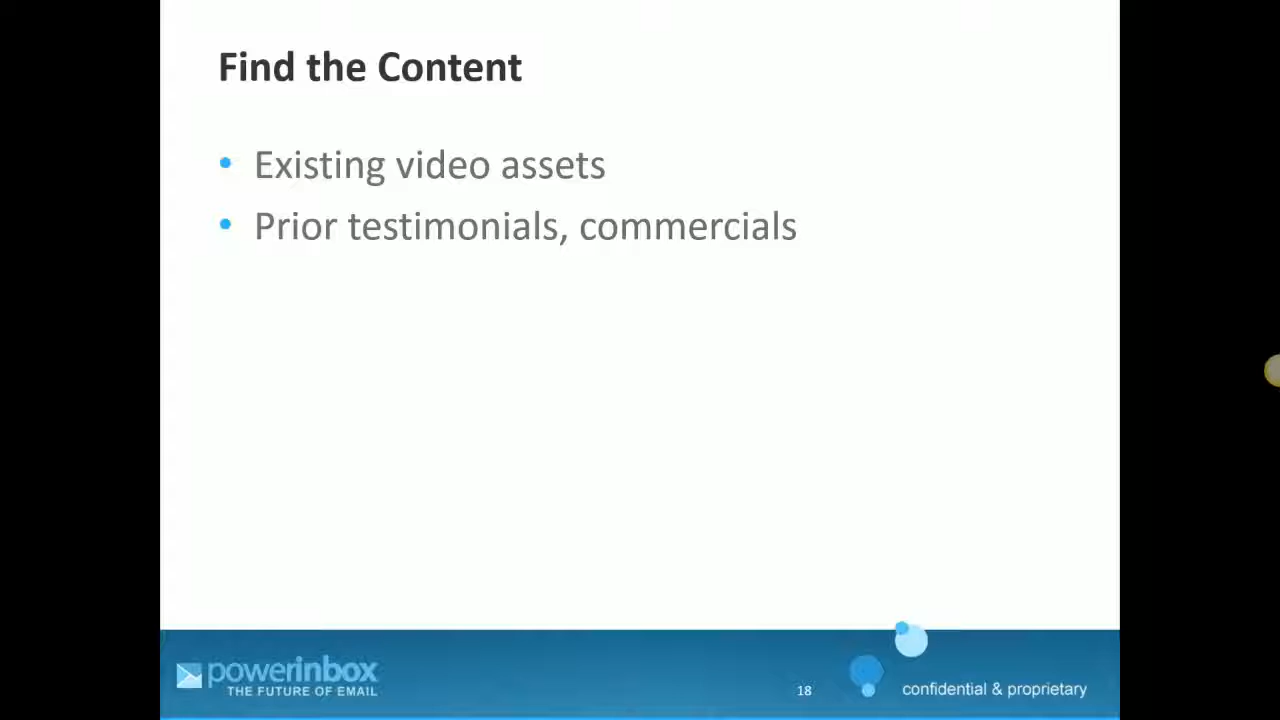 Find the Content
• Existing video assets
• Prior testimonials, commercials
powerinbox
THE FUTURE OF EMAIL
18
confidential & proprietary